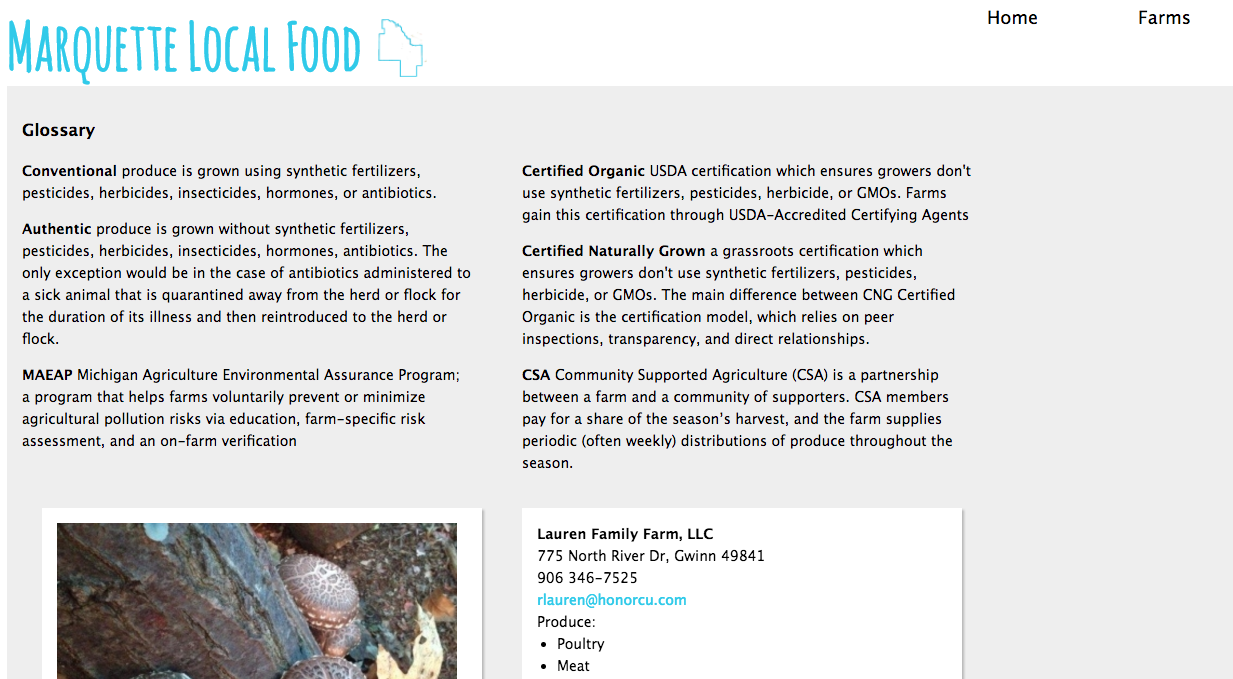 Marquette Local Food
Home
Farms
Glossary
Conventional produce is grown using synthetic fertilizers,
pesticides, herbicides, insecticides, hormones, or antibiotics.
Authentic produce is grown without synthetic fertilizers,
pesticides, herbicides, insecticides, hormones, antibiotics. The
only exception would be in the case of antibiotics administered to
a sick animal that is quarantined away from the herd or flock for
the duration of its illness and then reintroduced to the herd or
flock.
MAEAP Michigan Agriculture Environmental Assurance Program;
a program that helps farms voluntarily prevent or minimize
agricultural pollution risks via education, farm-specific risk
assessment, and an on-farm verification
Certified Organic USDA certification which ensures growers don't
use synthetic fertilizers, pesticides, herbicide, or GMOs. Farms
gain this certification through USDA-Accredited Certifying Agents
Certified Naturally Grown a grassroots certification which
ensures growers don't use synthetic fertilizers, pesticides,
herbicide, or GMOs. The main difference between CNG Certified
Organic is the certification model, which relies on peer
inspections, transparency, and direct relationships.
CSA Community Supported Agriculture (CSA) is a partnership
between a farm and a community of supporters. CSA members
pay for a share of the season's harvest, and the farm supplies
periodic (often weekly) distributions of produce throughout the
season.
Lauren Family Farm, LLC
775 North River Dr, Gwinn 49841
906 346-7525
rlauren@honorcu.com
Produce:
• Poultry
• Meat